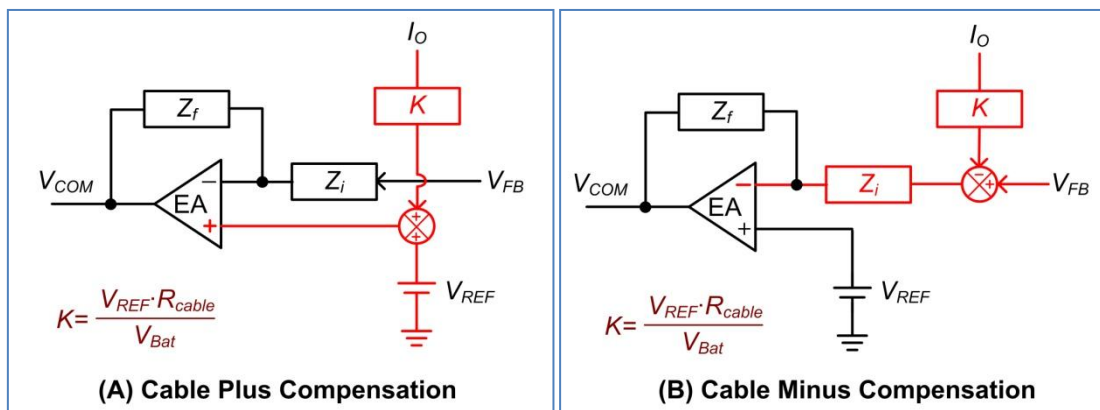 I_O
K
Z_f
V_COM
−
EA
+
Z_i
V_FB
+
+
V_REF
K= V_REF·R_cable
V_Bat
(A) Cable Plus Compensation
I_O
K
Z_f
V_COM
−
EA
+
Z_i
−
+
V_FB
V_REF
K= V_REF·R_cable
V_Bat
(B) Cable Minus Compensation